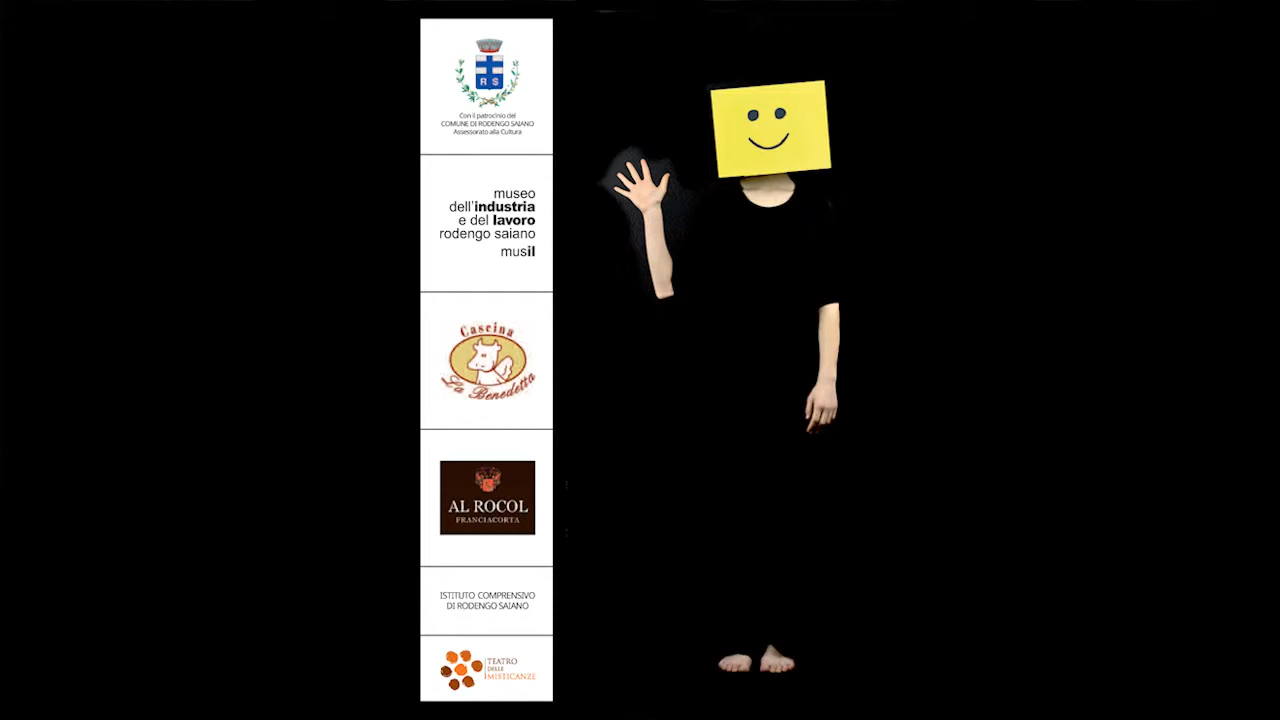 R S
Con il patrocinio del
COMUNE DI RODENGO SAIANO
Assessorato alla Cultura
museo
dell'industria
e del lavoro
rodengo saiano
musil
Cascina
La Benedetta
AL ROCOL
FRANCIACORTA
ISTITUTO COMPRENSIVO
DI RODENGO SAIANO
TEATRO
DELLE
MISTICANZE